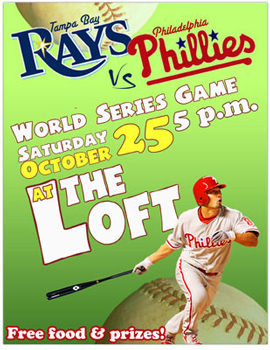 Tampa Bay
RAYS
vs
Philadelphia
Phillies
World Series Game
Saturday
October 25 5 p.m.
at The
Loft
Phillies
Free food & prizes!